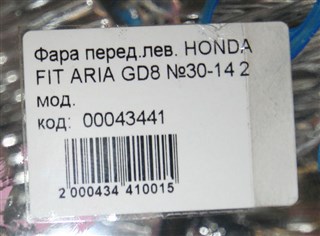 Фара перед.лев. HONDA
FIT ARIA GD8 №30-14 2
мод.
код: 00043441
2 000434 410015